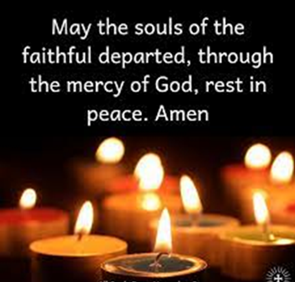 May the souls of the
faithful departed, through
the mercy of God, rest in
peace. Amen